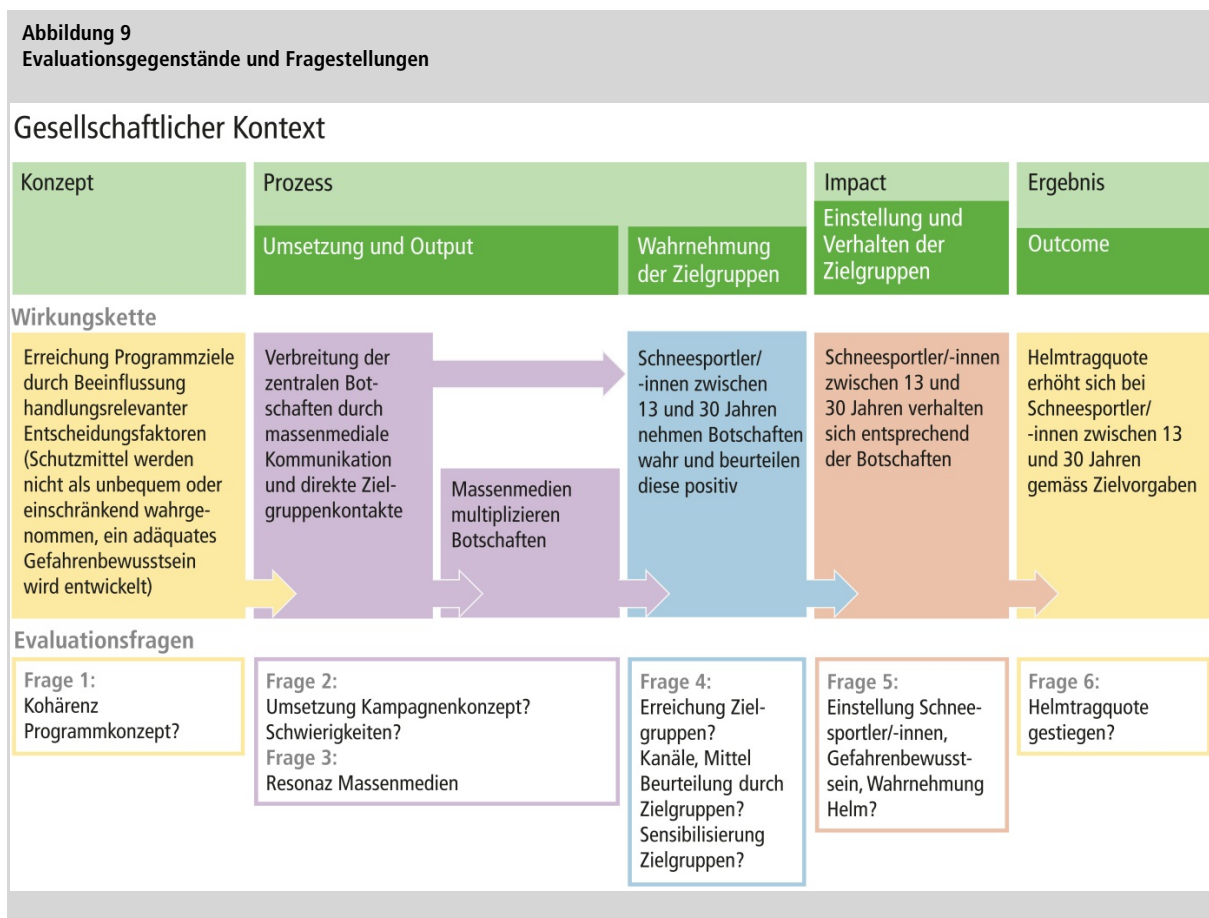 Abbildung 9
Evaluationsgegenstände und Fragestellungen
Gesellschaftlicher Kontext
Konzept
Prozess
Impact
Ergebnis
Umsetzung und Output
Wahrnehmung
der Zielgruppen
Einstellung und
Verhalten der
Zielgruppen
Outcome
Wirkungskette
Erreichung Programmziele
durch Beeinflussung
handlungsrelevanter
Entscheidungsfaktoren
(Schutzmittel werden
nicht als unbequem oder
einschränkend wahrge-
nommen, ein adäquates
Gefahrenbewusstsein
wird entwickelt)
Verbreitung der
zentralen Bot-
schaften durch
massenmediale
Kommunikation
und direkte Ziel-
gruppenkontakte
Massenmedien
multiplizieren
Botschaften
Schneesportler/
-innen zwischen
13 und 30 Jahren
nehmen Botschaften
wahr und beurteilen
diese positiv
Schneesportler/-innen
zwischen 13 und
30 Jahren verhalten
sich entsprechend
der Botschaften
Helmtragquote
erhöht sich bei
Schneesportler/
-innen zwischen 13
und 30 Jahren
gemäss Zielvorgaben
Evaluationsfragen
Frage 1:
Kohärenz
Programmkonzept?
Frage 2:
Umsetzung Kampagnenkonzept?
Schwierigkeiten?
Frage 3:
Resonaz Massenmedien
Frage 4:
Erreichung Ziel-
gruppen?
Kanäle, Mittel
Beurteilung durch
Zielgruppen?
Sensibilisierung
Zielgruppen?
Frage 5:
Einstellung Schnee-
sportler/-innen,
Gefahrenbewusst-
sein, Wahrnehmung
Helm?
Frage 6:
Helmtragquote
gestiegen?